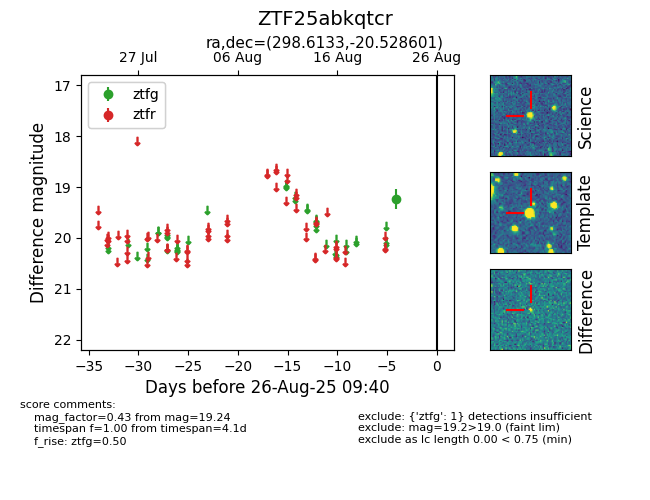 ZTF25abkqtcr
ra,dec=(298.6133,-20.528601)
27 Jul
06 Aug
16 Aug
26 Aug
ztfg
ztfr
17
18
19
20
21
22
Difference magnitude
−35
−30
−25
−20
−15
−10
−5
0
Days before 26-Aug-25 09:40
Science
Template
Difference
score comments:
mag_factor=0.43 from mag=19.24
timespan f=1.00 from timespan=4.1d
f_rise: ztfg=0.50
exclude: {'ztfg': 1} detections insufficient
exclude: mag=19.2>19.0 (faint lim)
exclude as lc length 0.00 < 0.75 (min)